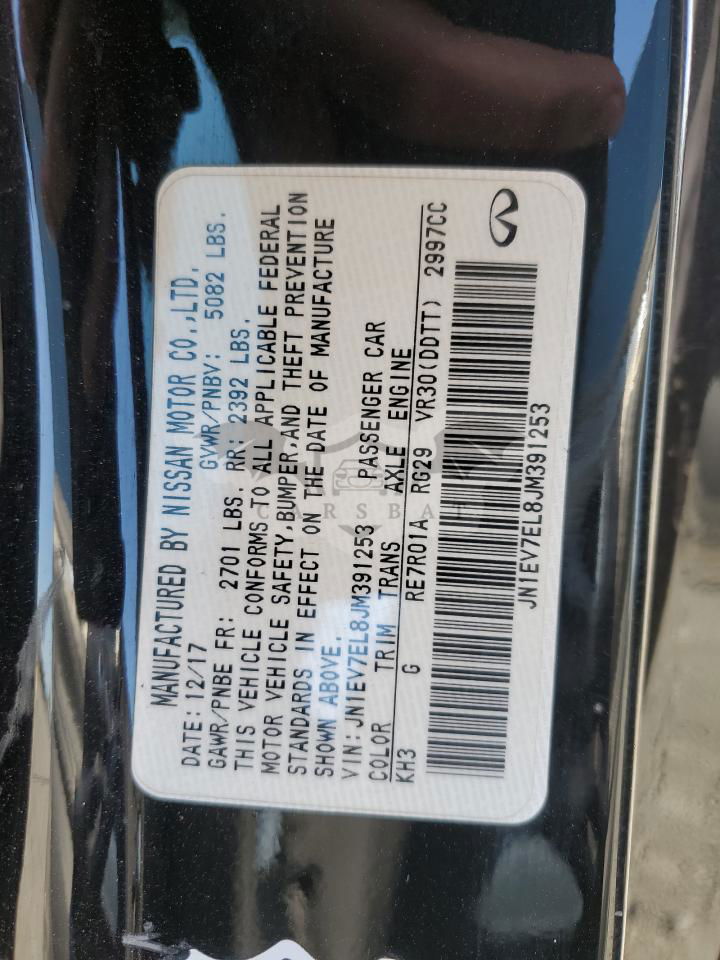 MANUFACTURED BY NISSAN MOTOR CO.,LTD.
DATE: 12/17 GVWR/PNBV: 5082 LBS.
GAWR/PNBE FR: 2701 LBS. RR: 2392 LBS.
THIS VEHICLE CONFORMS TO ALL APPLICABLE FEDERAL
MOTOR VEHICLE SAFETY,BUMPER,AND THEFT PREVENTION
STANDARDS IN EFFECT ON THE DATE OF MANUFACTURE
SHOWN ABOVE.
VIN: JN1EV7EL8JM391253 PASSENGER CAR
COLOR TRIM TRANS AXLE ENGINE
KH3 G RE7R01A RG29 VR30(DDTT) 2997CC
JN1EV7EL8JM391253
CARSBAT